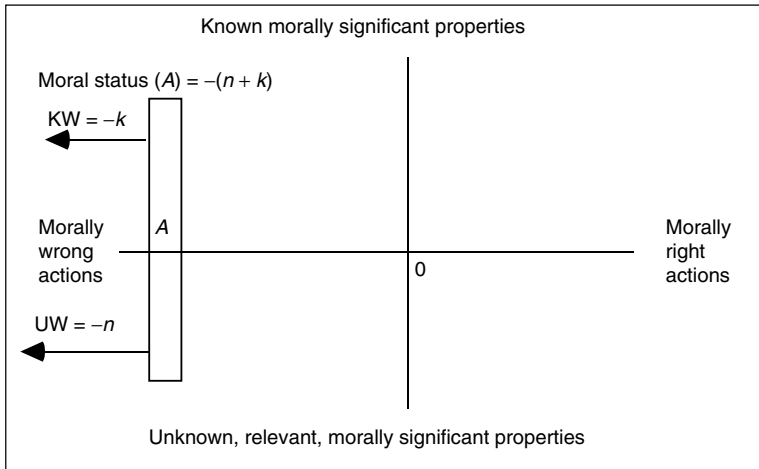 Known morally significant properties
Moral status (A) = –(n + k)
KW = –k
Morally
wrong
actions
A
0
Morally
right
actions
UW = –n
Unknown, relevant, morally significant properties